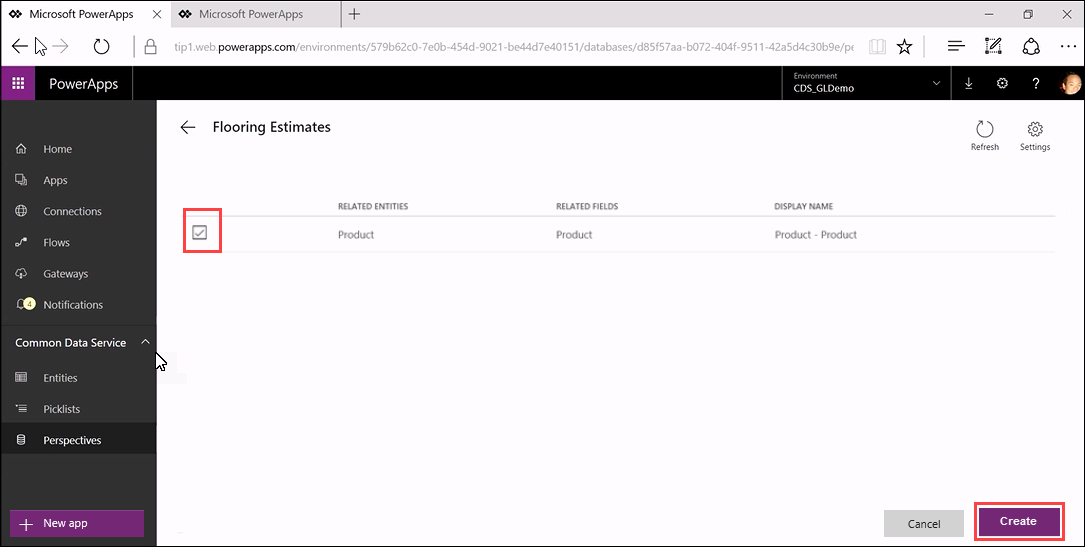 Microsoft PowerApps
Microsoft PowerApps
tip1.web.powerapps.com/environments/579b62c0-7e0b-454d-9021-be44d7e40151/databases/d85f57aa-b072-404f-9511-42a5d4c30b9e/pe
PowerApps
Environment
CDS_GLDemo
?
Flooring Estimates
Refresh
Settings
Home
Apps
Connections
Flows
Gateways
4
Notifications
Common Data Service
Entities
Picklists
Perspectives
New app
RELATED ENTITIES RELATED FIELDS DISPLAY NAME
Product Product Product - Product
Cancel
Create